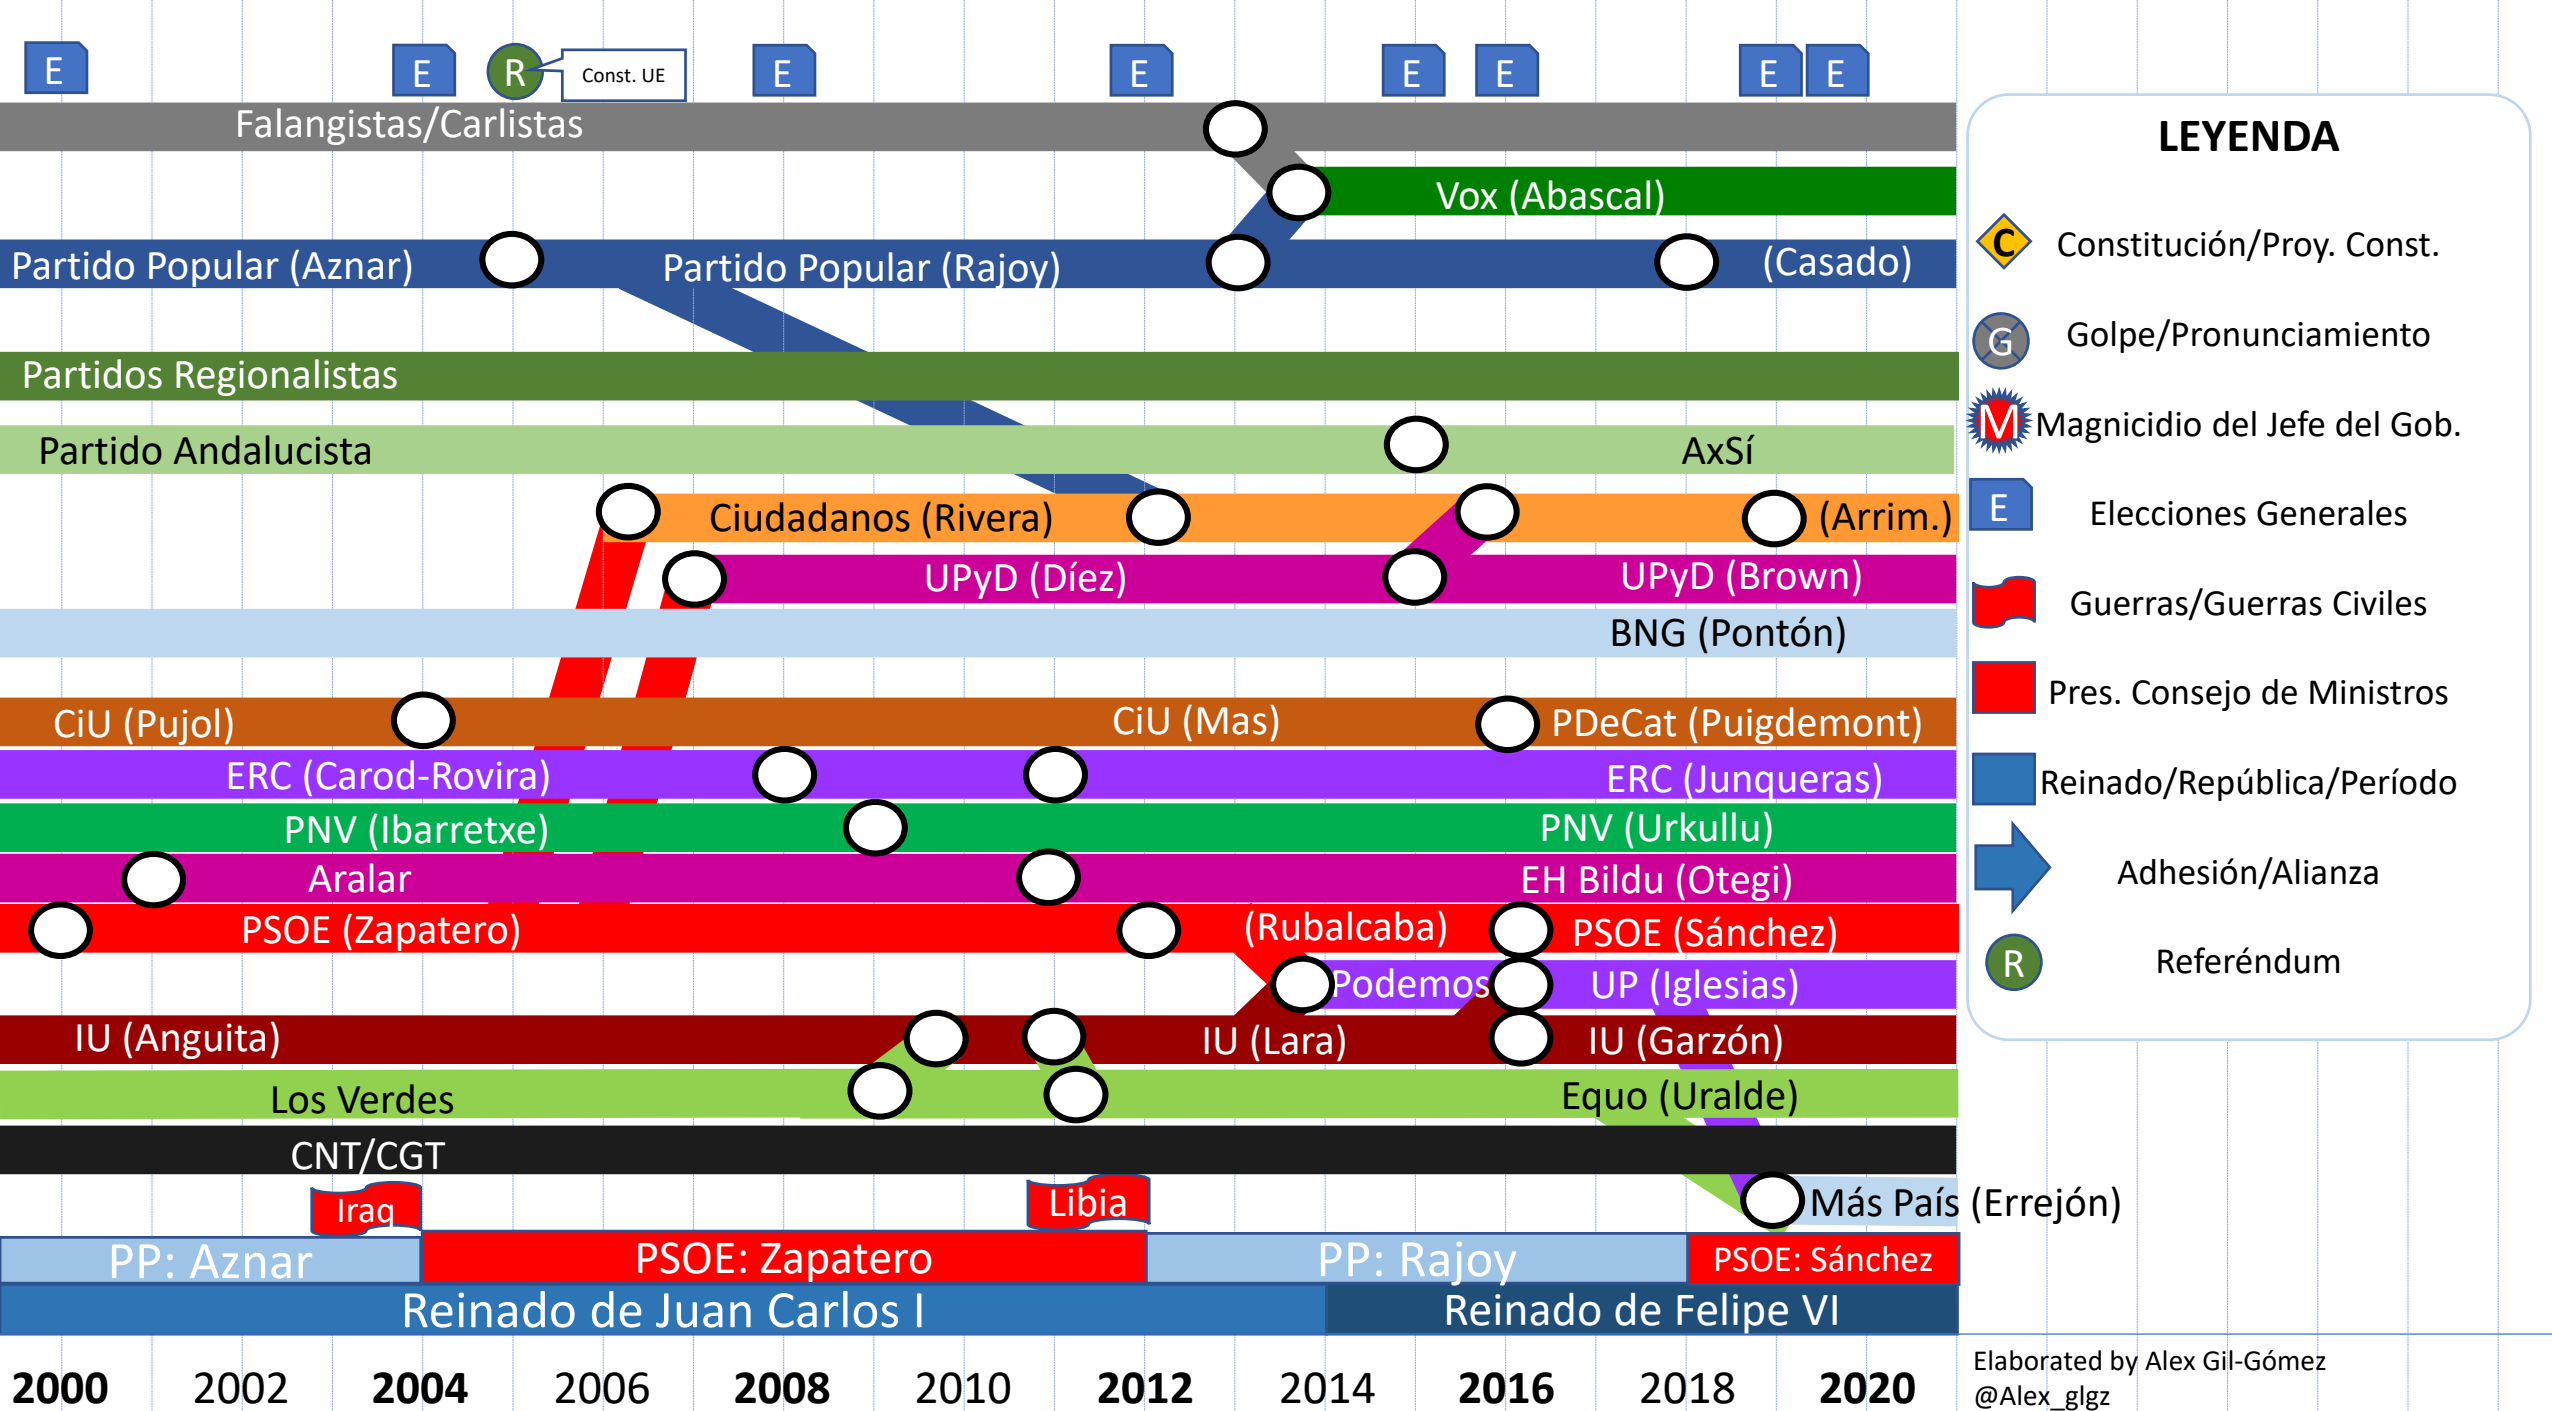 E E R Const. UE E E E E E E
Falangistas/Carlistas
Vox (Abascal)
Partido Popular (Aznar) Partido Popular (Rajoy) (Casado)
Partidos Regionalistas
Partido Andalucista AxSí
Ciudadanos (Rivera) (Arrim.)
UPyD (Díez) UPyD (Brown)
BNG (Pontón)
CiU (Pujol) CiU (Mas) PDeCat (Puigdemont)
ERC (Carod-Rovira) ERC (Junqueras)
PNV (Ibarretxe) PNV (Urkullu)
Aralar EH Bildu (Otegi)
PSOE (Zapatero) (Rubalcaba) PSOE (Sánchez)
Podemos UP (Iglesias)
IU (Anguita) IU (Lara) IU (Garzón)
Los Verdes Equo (Uralde)
CNT/CGT
Iraq Libia Más País (Errejón)
PP: Aznar PSOE: Zapatero PP: Rajoy PSOE: Sánchez
Reinado de Juan Carlos I Reinado de Felipe VI
2000 2002 2004 2006 2008 2010 2012 2014 2016 2018 2020
LEYENDA
C Constitución/Proy. Const.
G Golpe/Pronunciamiento
M Magnicidio del Jefe del Gob.
E Elecciones Generales
Guerras/Guerras Civiles
Pres. Consejo de Ministros
Reinado/República/Período
Adhesión/Alianza
R Referéndum
Elaborated by Alex Gil-Gómez
@Alex_glgz